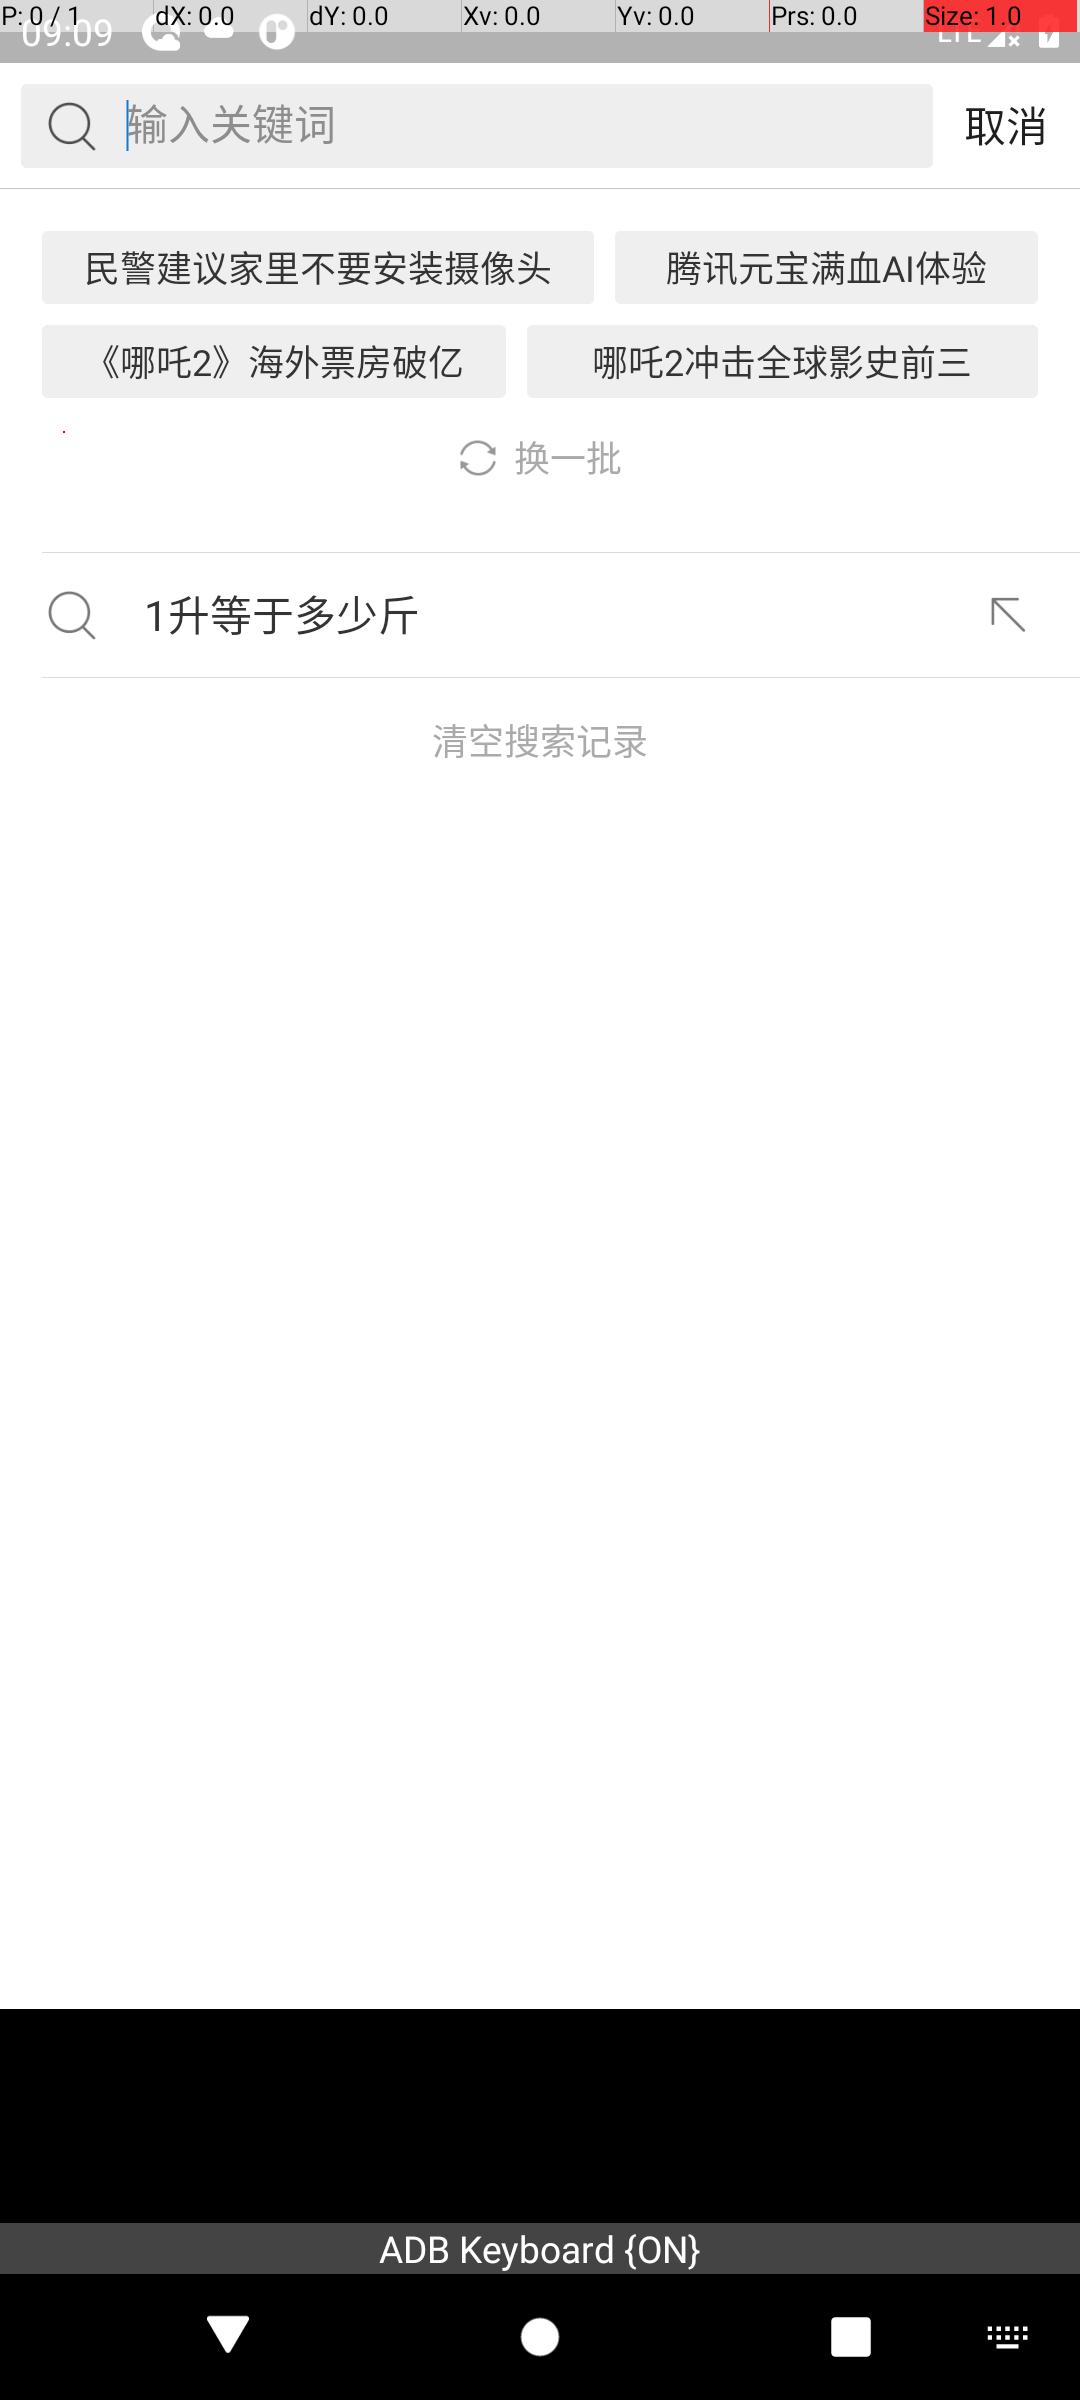 P: 0 / 1 dX: 0.0 dY: 0.0 Xv: 0.0 Yv: 0.0 Prs: 0.0 Size: 1.0
09:09 LTE
输入关键词 取消
民警建议家里不要安装摄像头 腾讯元宝满血AI体验
《哪吒2》海外票房破亿 哪吒2冲击全球影史前三
换一批
1升等于多少斤
清空搜索记录
ADB Keyboard {ON}